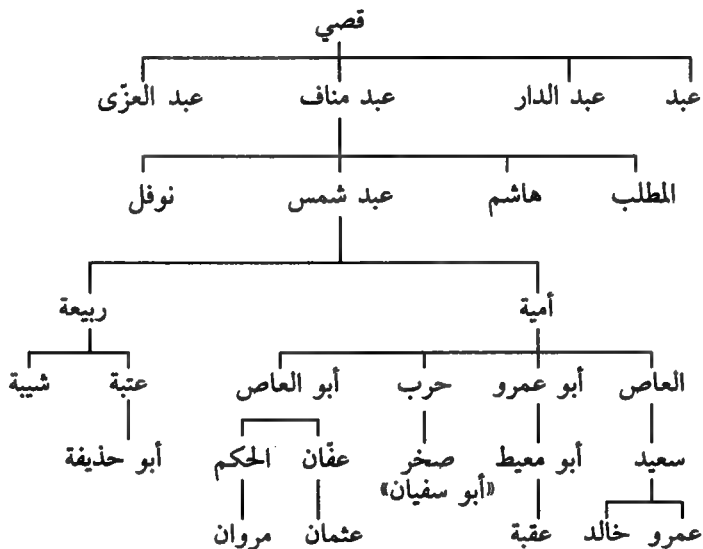 قصي
عبد عبد الدار عبد مناف عبد العزّى
المطلب هاشم عبد شمس نوفل
أمية ربيعة
العاص أبو عمرو حرب أبو العاص عتبة شيبة
سعيد أبو معيط صخر عفّان الحكم أبو حذيفة
«أبو سفيان»
عمرو خالد عقبة عثمان مروان